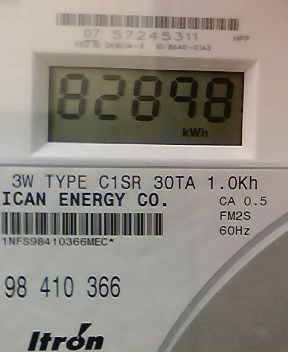 07 57245311 HPP
82898
kWh
3W TYPE C1SR 30TA 1.0Kh
ICAN ENERGY CO. CA 0.5
FM2S
60Hz
1NFS98410366MEC*
98 410 366
Itron